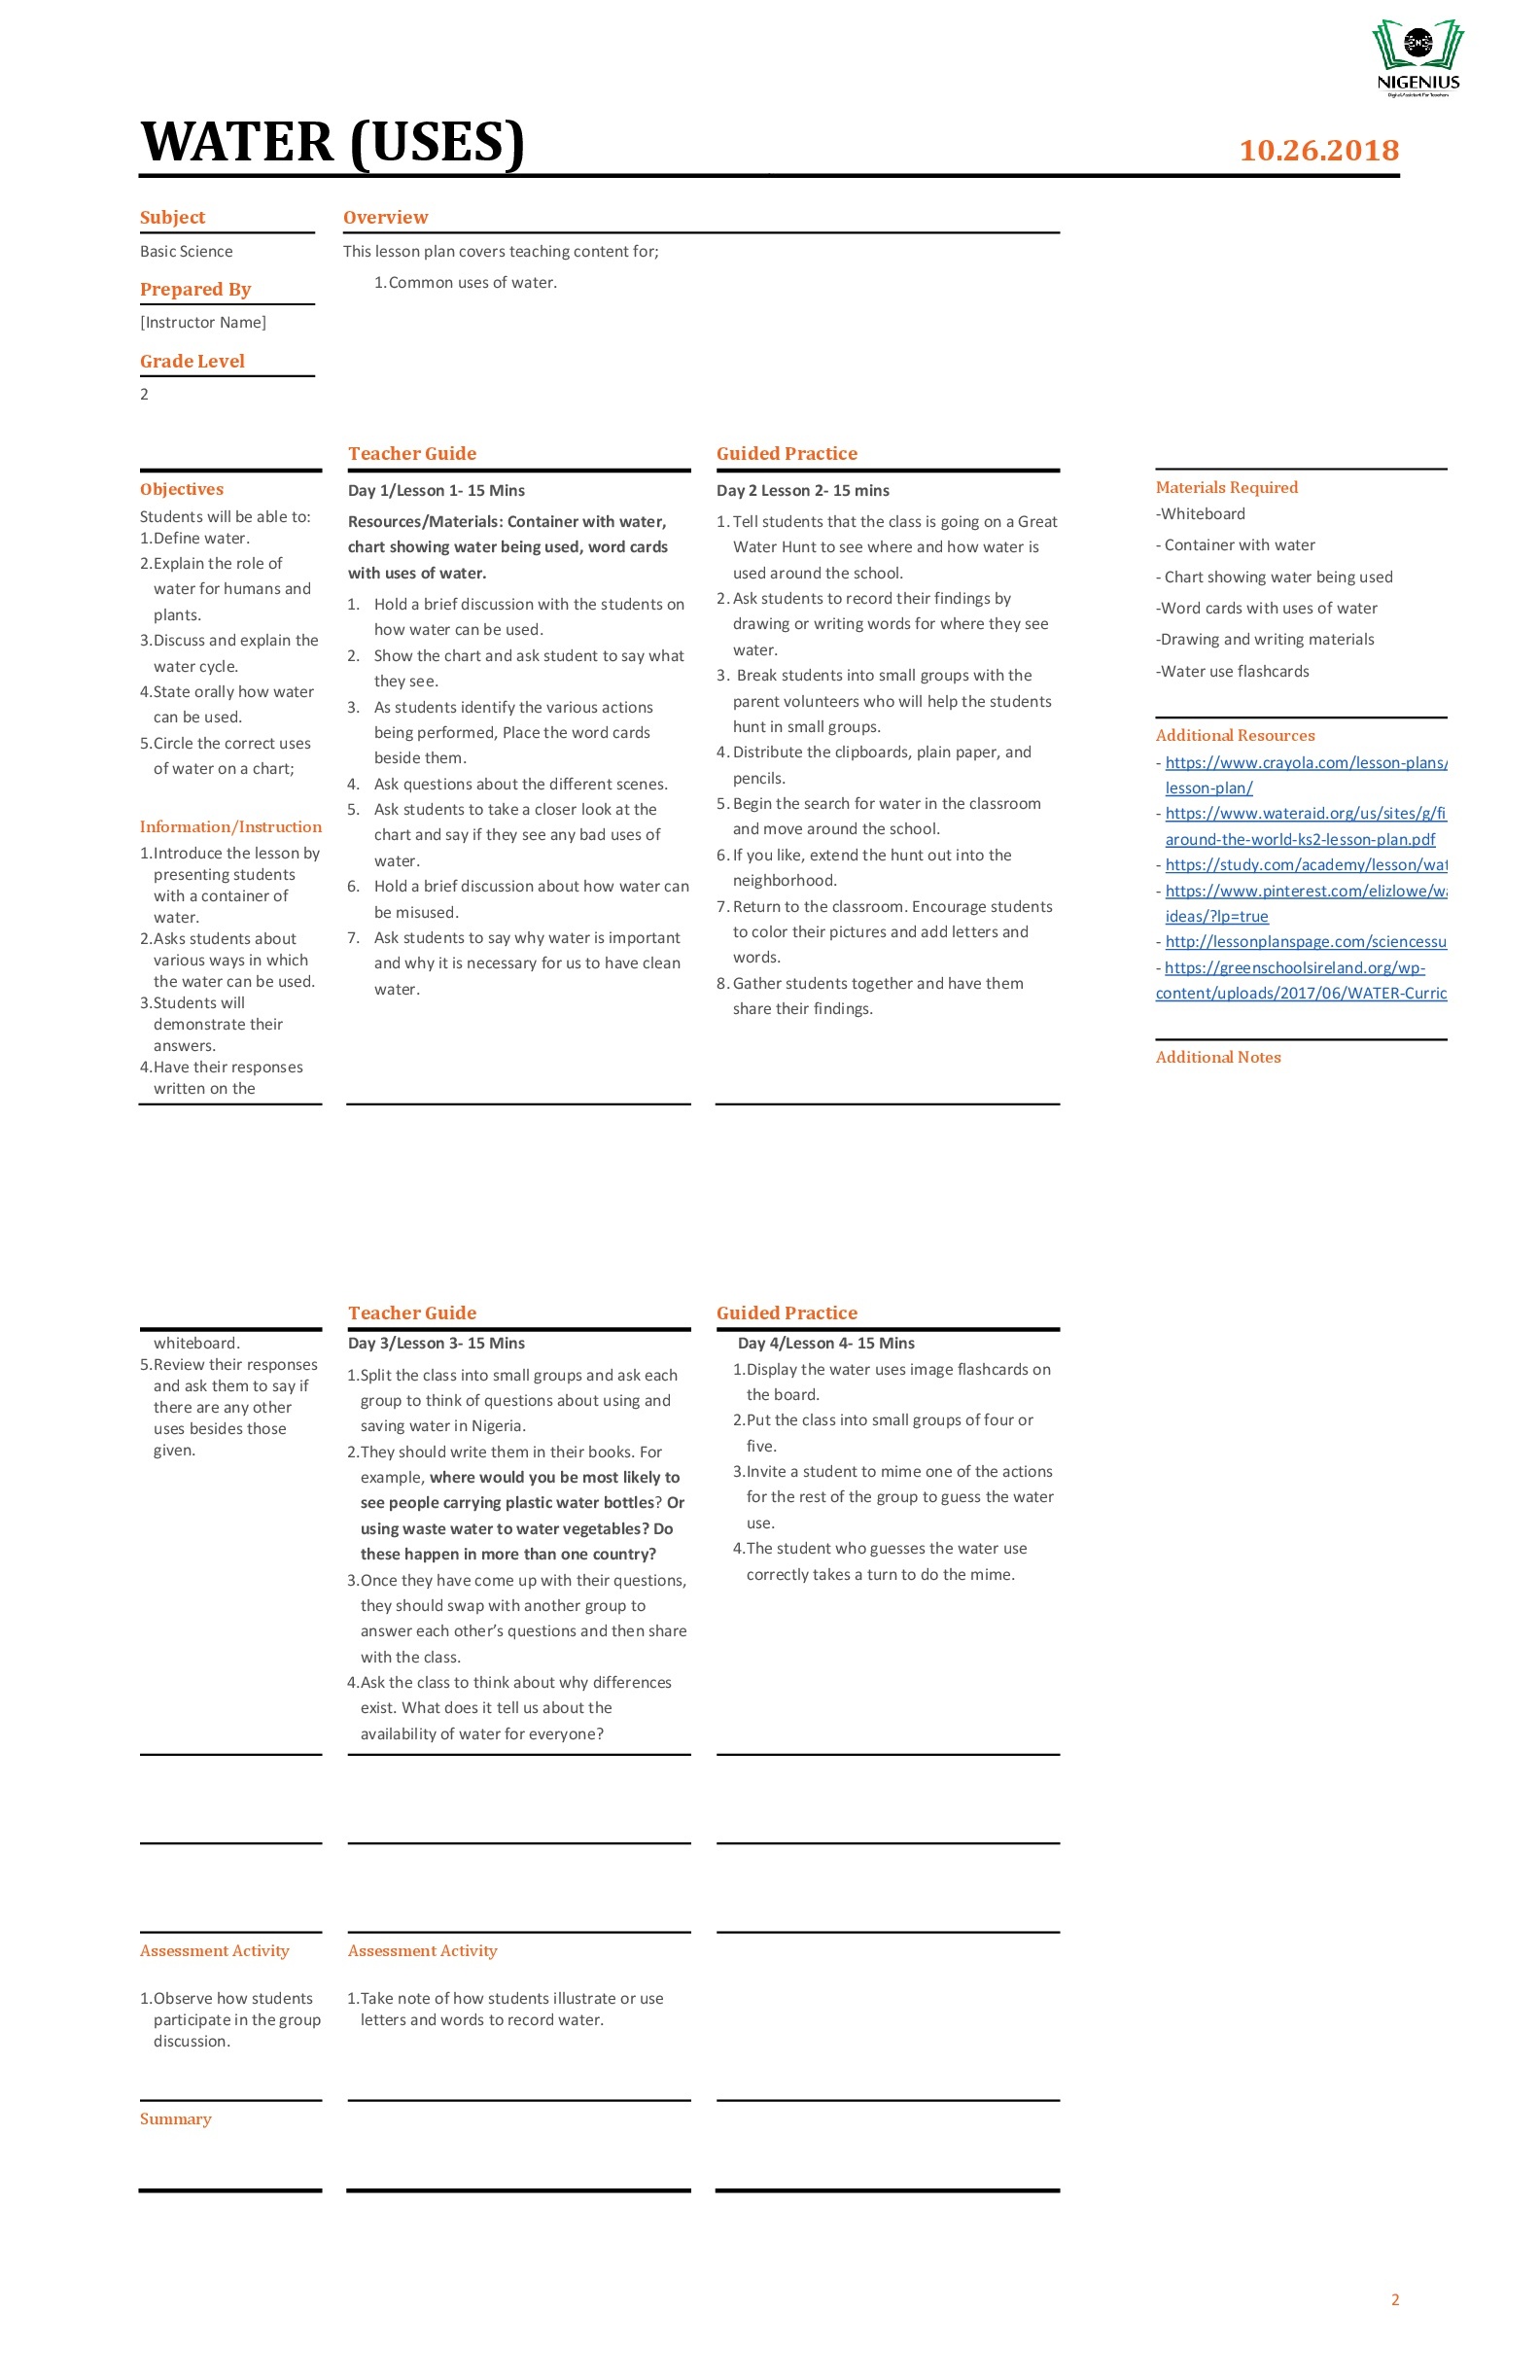 NIGENIUS
Digital Assistant For Teachers
WATER (USES)
10.26.2018
Subject
Basic Science
Prepared By
[Instructor Name]
Grade Level
2
Overview
This lesson plan covers teaching content for;
1. Common uses of water.
Objectives
Students will be able to:
1.Define water.
2.Explain the role of
water for humans and
plants.
3.Discuss and explain the
water cycle.
4.State orally how water
can be used.
5.Circle the correct uses
of water on a chart;
Information/Instruction
1.Introduce the lesson by
presenting students
with a container of
water.
2.Asks students about
various ways in which
the water can be used.
3.Students will
demonstrate their
answers.
4.Have their responses
written on the
Teacher Guide
Day 1/Lesson 1- 15 Mins
Resources/Materials: Container with water,
chart showing water being used, word cards
with uses of water.
1. Hold a brief discussion with the students on
how water can be used.
2. Show the chart and ask student to say what
they see.
3. As students identify the various actions
being performed, Place the word cards
beside them.
4. Ask questions about the different scenes.
5. Ask students to take a closer look at the
chart and say if they see any bad uses of
water.
6. Hold a brief discussion about how water can
be misused.
7. Ask students to say why water is important
and why it is necessary for us to have clean
water.
Guided Practice
Day 2 Lesson 2- 15 mins
1. Tell students that the class is going on a Great
Water Hunt to see where and how water is
used around the school.
2. Ask students to record their findings by
drawing or writing words for where they see
water.
3. Break students into small groups with the
parent volunteers who will help the students
hunt in small groups.
4. Distribute the clipboards, plain paper, and
pencils.
5. Begin the search for water in the classroom
and move around the school.
6. If you like, extend the hunt out into the
neighborhood.
7. Return to the classroom. Encourage students
to color their pictures and add letters and
words.
8. Gather students together and have them
share their findings.
Materials Required
-Whiteboard
- Container with water
- Chart showing water being used
-Word cards with uses of water
-Drawing and writing materials
-Water use flashcards
Additional Resources
- https://www.crayola.com/lesson-plans/
lesson-plan/
- https://www.wateraid.org/us/sites/g/fi
around-the-world-ks2-lesson-plan.pdf
- https://study.com/academy/lesson/wat
- https://www.pinterest.com/elizlowe/wa
ideas/?lp=true
- http://lessonplanspage.com/sciencessu
- https://greenschoolsireland.org/wp-
content/uploads/2017/06/WATER-Curric
Additional Notes
whiteboard.
5.Review their responses
and ask them to say if
there are any other
uses besides those
given.
Teacher Guide
Day 3/Lesson 3- 15 Mins
1.Split the class into small groups and ask each
group to think of questions about using and
saving water in Nigeria.
2.They should write them in their books. For
example, where would you be most likely to
see people carrying plastic water bottles? Or
using waste water to water vegetables? Do
these happen in more than one country?
3.Once they have come up with their questions,
they should swap with another group to
answer each other’s questions and then share
with the class.
4.Ask the class to think about why differences
exist. What does it tell us about the
availability of water for everyone?
Guided Practice
Day 4/Lesson 4- 15 Mins
1.Display the water uses image flashcards on
the board.
2.Put the class into small groups of four or
five.
3.Invite a student to mime one of the actions
for the rest of the group to guess the water
use.
4.The student who guesses the water use
correctly takes a turn to do the mime.
Assessment Activity
1.Observe how students
participate in the group
discussion.
Assessment Activity
1.Take note of how students illustrate or use
letters and words to record water.
Summary
2